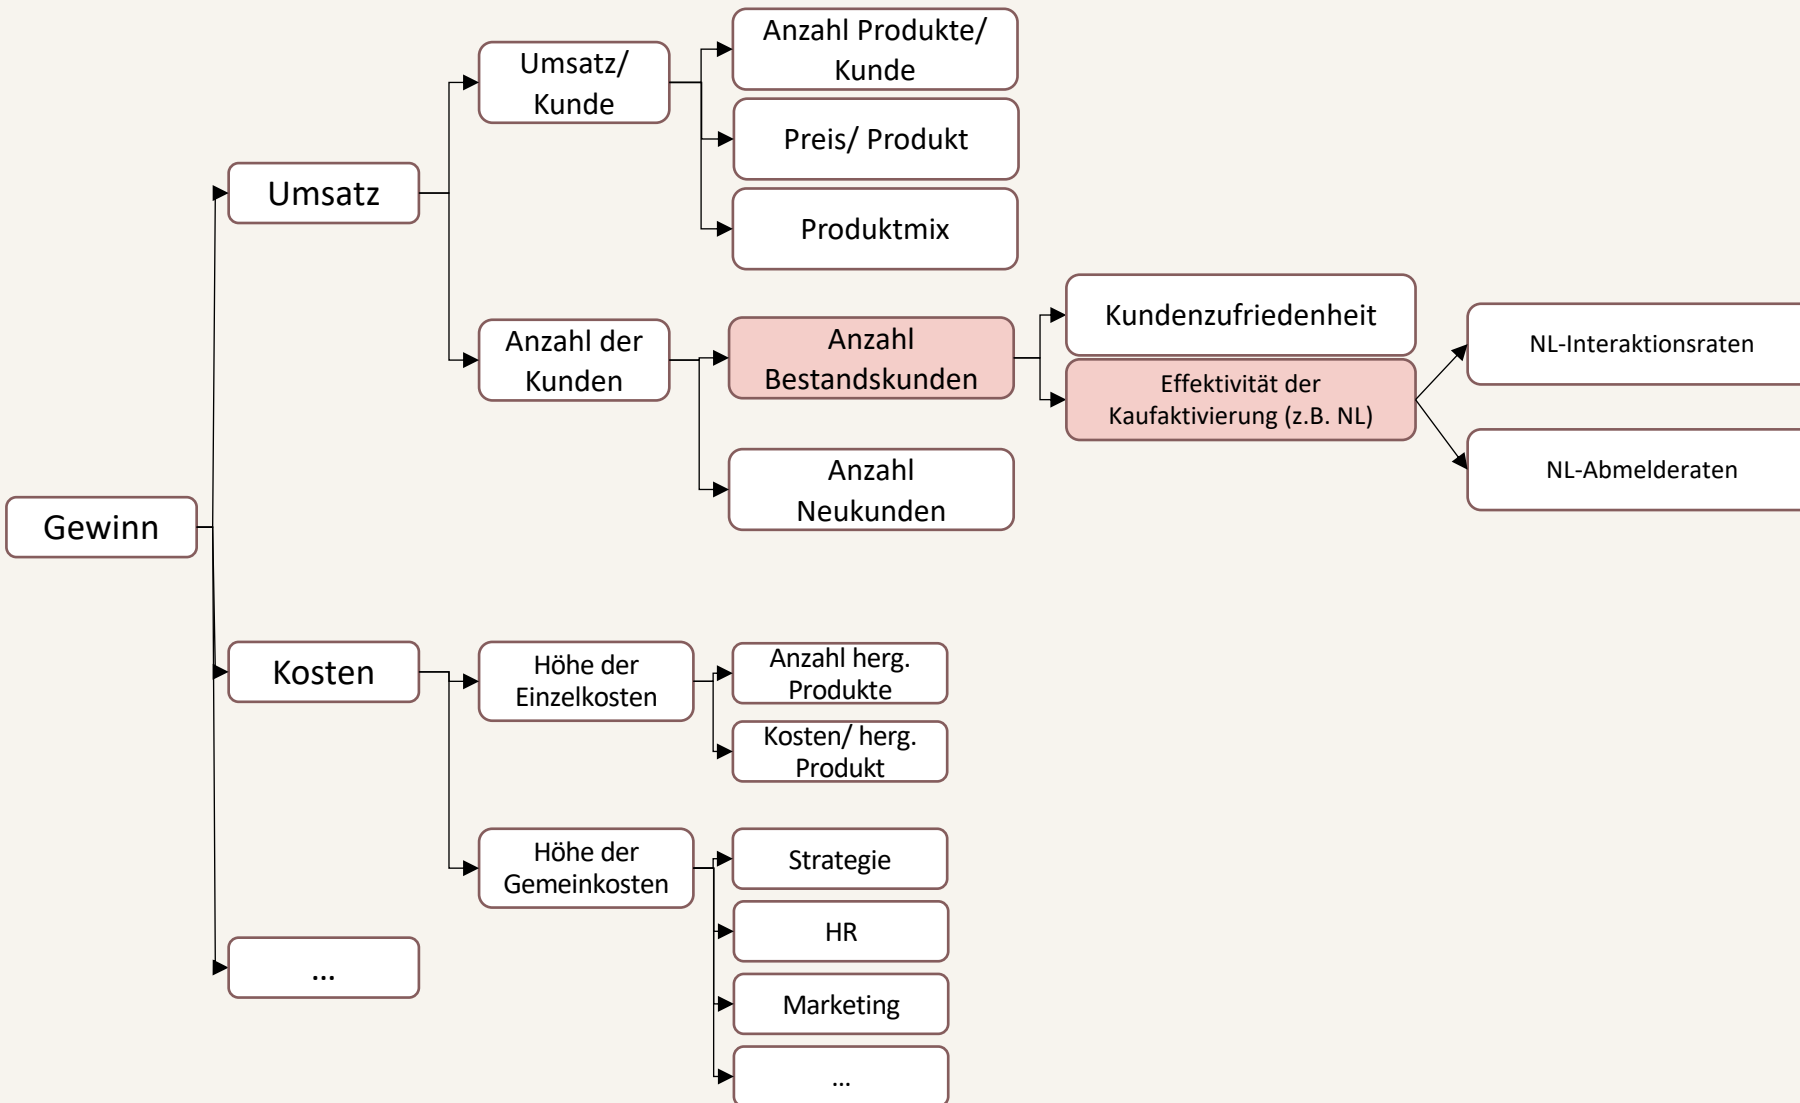 Gewinn
Umsatz
Kosten
...
Umsatz/
Kunde
Anzahl der
Kunden
Höhe der
Einzelkosten
Höhe der
Gemeinkosten
Anzahl Produkte/
Kunde
Preis/ Produkt
Produktmix
Anzahl
Bestandskunden
Anzahl
Neukunden
Anzahl herg.
Produkte
Kosten/ herg.
Produkt
Strategie
HR
Marketing
...
Kundenzufriedenheit
Effektivität der
Kaufaktivierung (z.B. NL)
NL-Interaktionsraten
NL-Abmelderaten